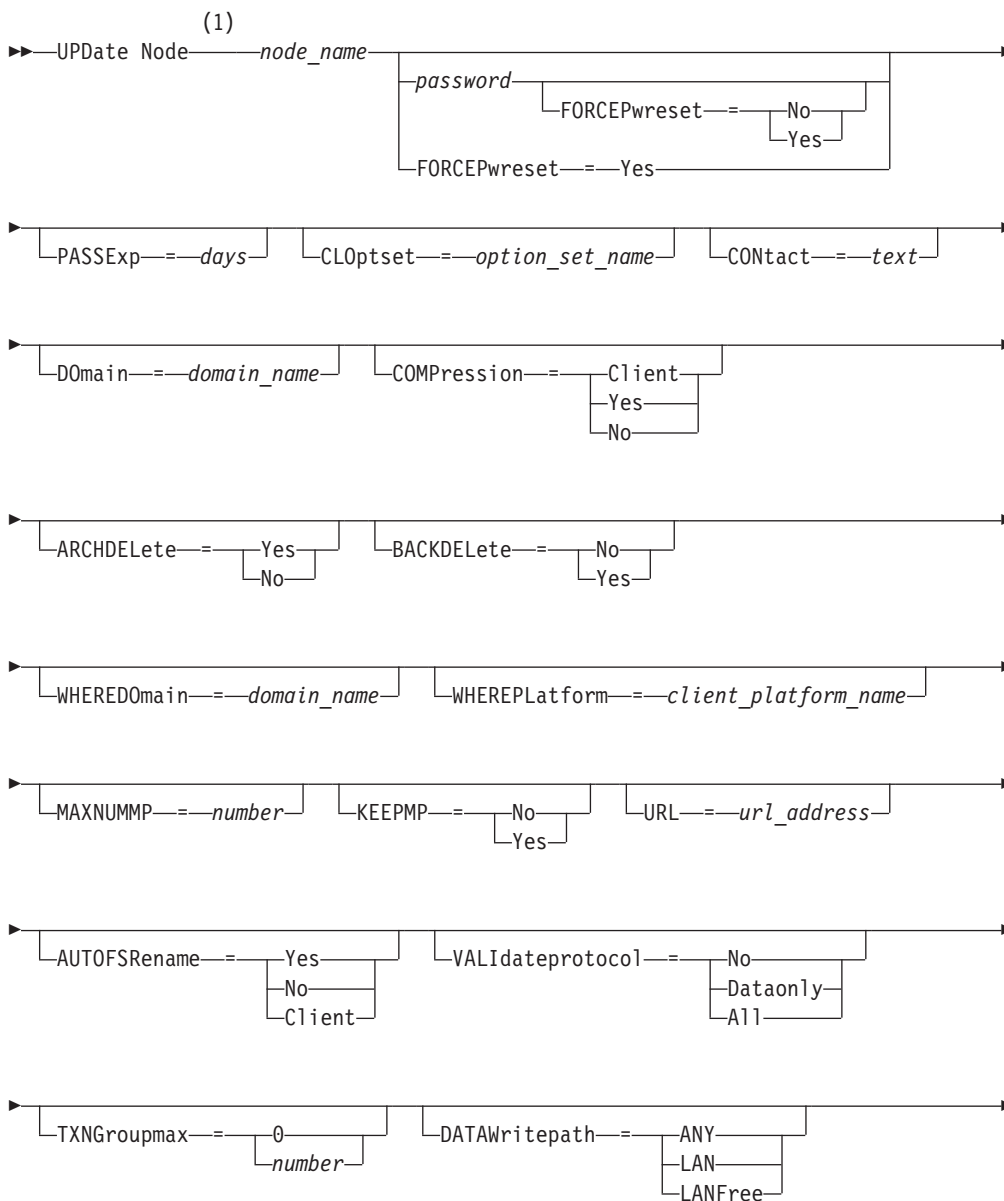 (1)
UPDate Node node_name
password
FORCEPwreset = No
Yes
FORCEPwreset = Yes
PASSExp = days CLOptset = option_set_name CONtact = text
DOmain = domain_name COMPression = Client
Yes
No
ARCHDELete = Yes BACKDELete = No
No Yes
WHEREDOmain = domain_name WHEREPLatform = client_platform_name
MAXNUMMP = number KEEPMP = No URL = url_address
Yes
AUTOFSRename = Yes VALIdateprotocol = No
No Dataonly
Client All
TXNGroupmax = 0 DATAWritepath = ANY
number LAN
LANFree